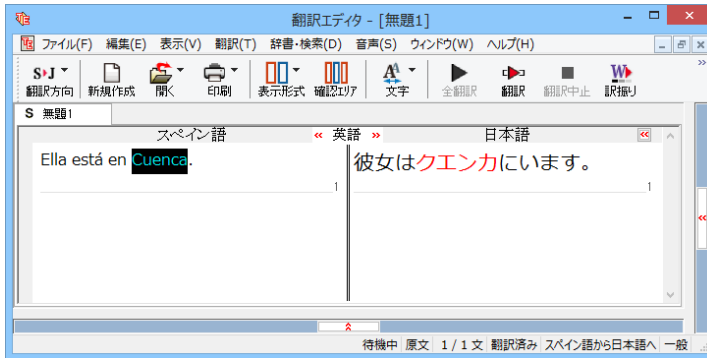 翻訳エディタ - [無題1]
ファイル(F) 編集(E) 表示(V) 翻訳(T) 辞書・検索(D) 音声(S) ウィンドウ(W) ヘルプ(H)
S›J
翻訳方向 新規作成 開く 印刷 表示形式 確認エリア 文字 全翻訳 翻訳 翻訳中止 訳振り
S 無題1
スペイン語 « 英語 » 日本語 «
Ella está en Cuenca. 彼女はクエンカにいます。
1 1
待機中 原文 1 / 1 文 翻訳済み スペイン語から日本語へ 一般